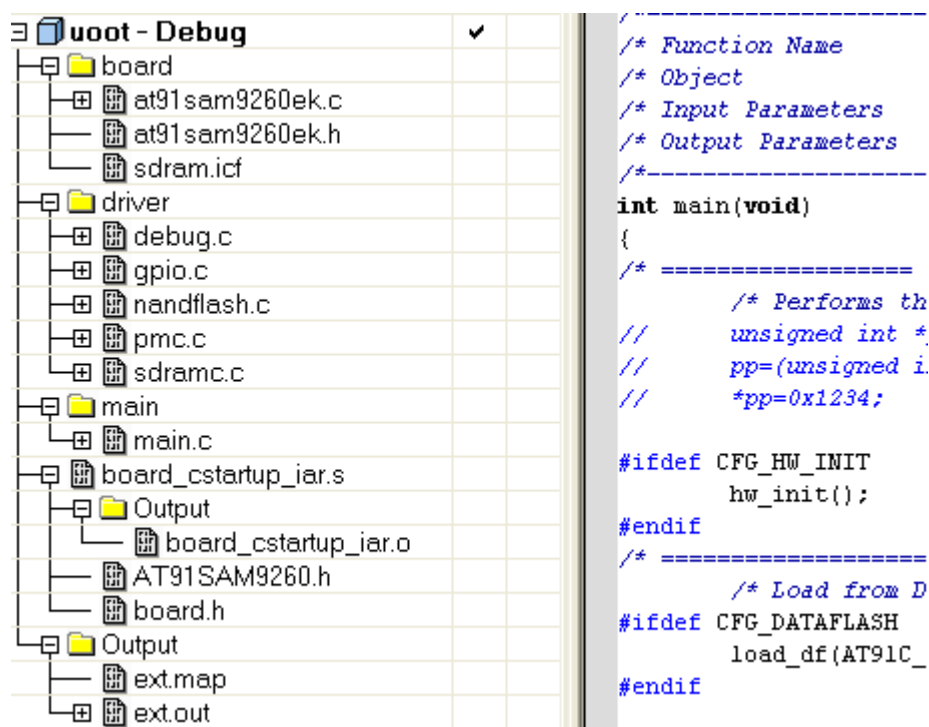 uoot - Debug
board
at91sam9260ek.c
at91sam9260ek.h
sdram.icf
driver
debug.c
gpio.c
nandflash.c
pmc.c
sdramc.c
main
main.c
board_cstartup_iar.s
Output
board_cstartup_iar.o
AT91SAM9260.h
board.h
Output
ext.map
ext.out
/*--------------------
/* Function Name
/* Object
/* Input Parameters
/* Output Parameters
/*--------------------
int main(void)
{
/* ==================
/* Performs th
// unsigned int *
// pp=(unsigned i
// *pp=0x1234;
#ifdef CFG_HW_INIT
hw_init();
#endif
/* ===================
/* Load from D
#ifdef CFG_DATAFLASH
load_df(AT91C_
#endif